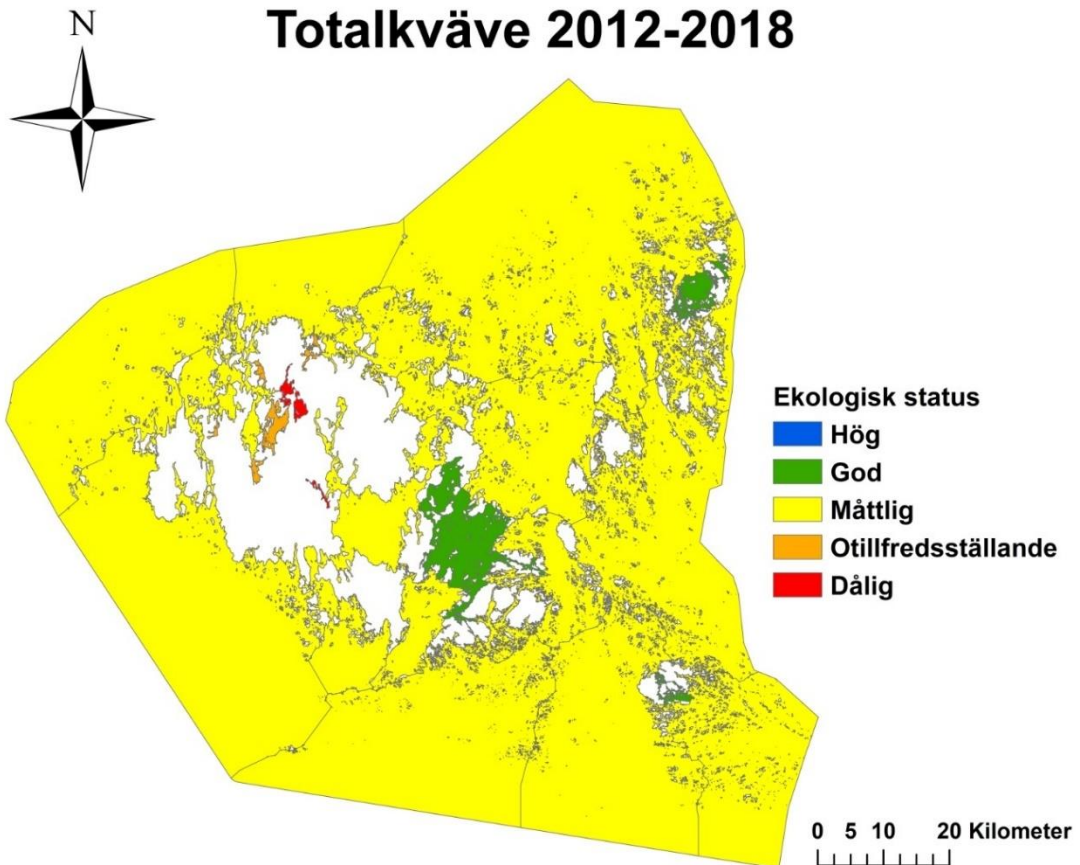 Totalkväve 2012-2018
N
Ekologisk status
Hög
God
Måttlig
Otillfredsställande
Dålig
0 5 10 20 Kilometer